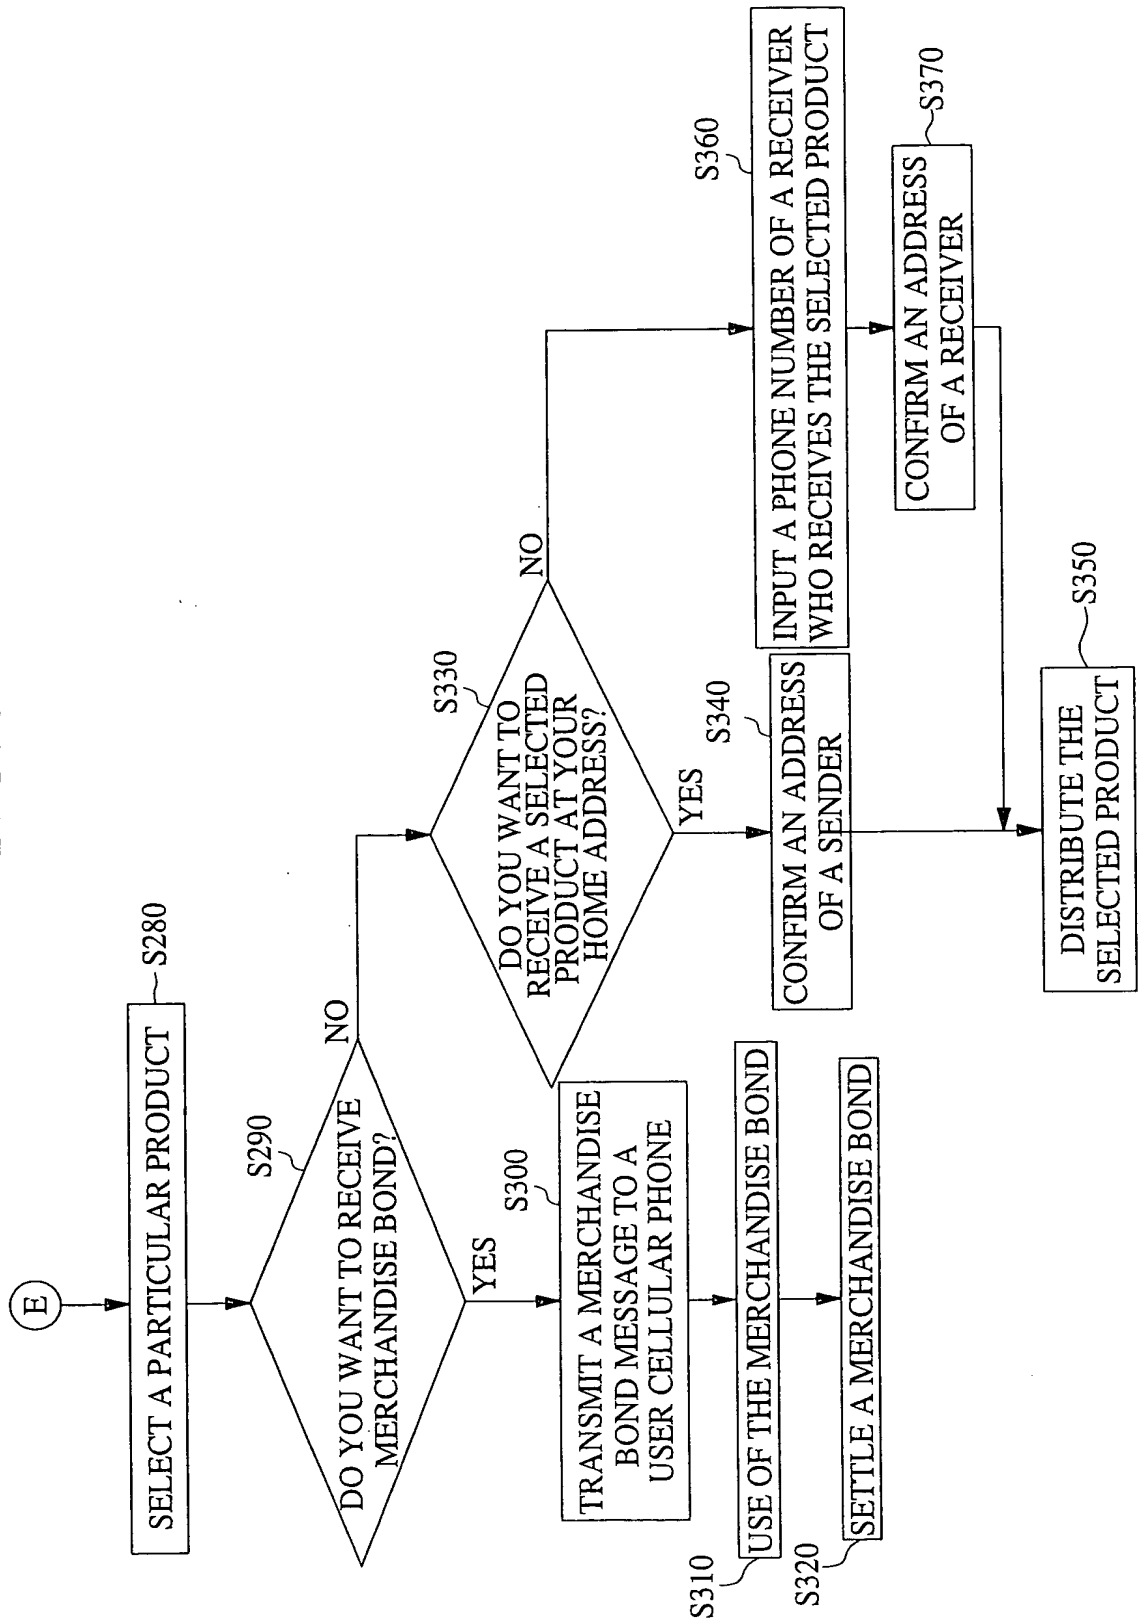 E
SELECT A PARTICULAR PRODUCT
S280
DO YOU WANT TO RECEIVE
MERCHANDISE BOND?
S290
NO
YES
TRANSMIT A MERCHANDISE
BOND MESSAGE TO A
USER CELLULAR PHONE
S300
USE OF THE MERCHANDISE BOND
S310
SETTLE A MERCHANDISE BOND
S320
DO YOU WANT TO
RECEIVE A SELECTED
PRODUCT AT YOUR
HOME ADDRESS?
S330
NO
YES
CONFIRM AN ADDRESS
OF A SENDER
S340
INPUT A PHONE NUMBER OF A RECEIVER
WHO RECEIVES THE SELECTED PRODUCT
S360
CONFIRM AN ADDRESS
OF A RECEIVER
S370
DISTRIBUTE THE
SELECTED PRODUCT
S350